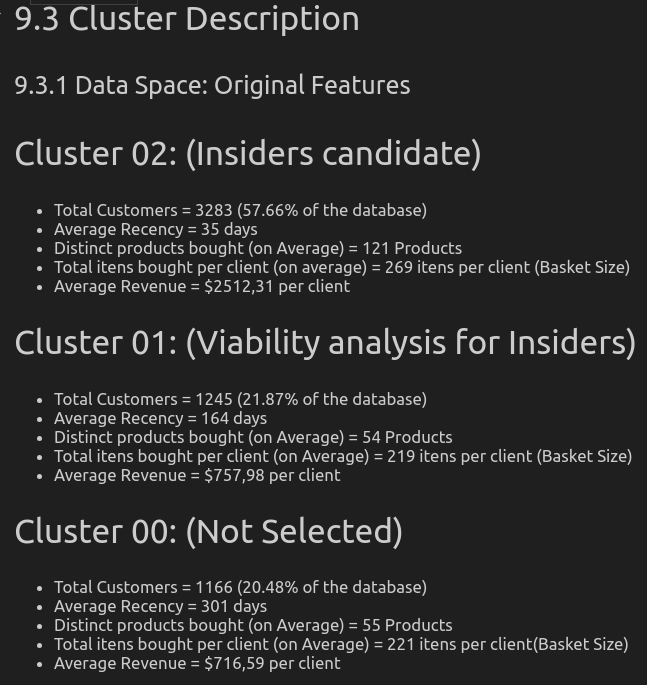 9.3 Cluster Description
9.3.1 Data Space: Original Features
Cluster 02: (Insiders candidate)
• Total Customers = 3283 (57.66% of the database)
• Average Recency = 35 days
• Distinct products bought (on Average) = 121 Products
• Total itens bought per client (on average) = 269 itens per client (Basket Size)
• Average Revenue = $2512,31 per client
Cluster 01: (Viability analysis for Insiders)
• Total Customers = 1245 (21.87% of the database)
• Average Recency = 164 days
• Distinct products bought (on Average) = 54 Products
• Total itens bought per client (on Average) = 219 itens per client (Basket Size)
• Average Revenue = $757,98 per client
Cluster 00: (Not Selected)
• Total Customers = 1166 (20.48% of the database)
• Average Recency = 301 days
• Distinct products bought (on Average) = 55 Products
• Total itens bought per client (on Average) = 221 itens per client(Basket Size)
• Average Revenue = $716,59 per client